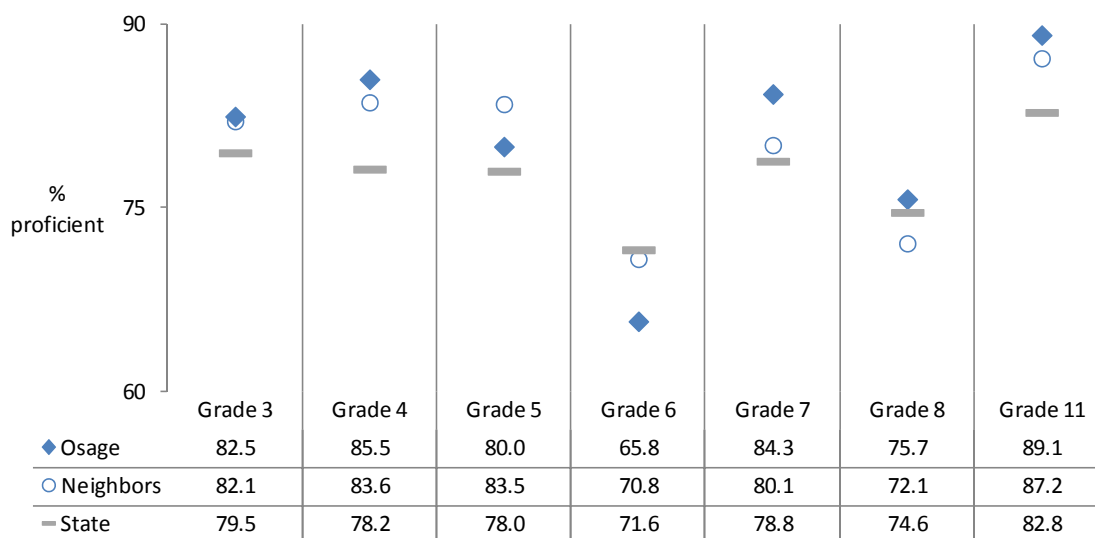 90
75
60
%
proficient
Grade 3 Grade 4 Grade 5 Grade 6 Grade 7 Grade 8 Grade 11
Osage 82.5 85.5 80.0 65.8 84.3 75.7 89.1
Neighbors 82.1 83.6 83.5 70.8 80.1 72.1 87.2
State 79.5 78.2 78.0 71.6 78.8 74.6 82.8